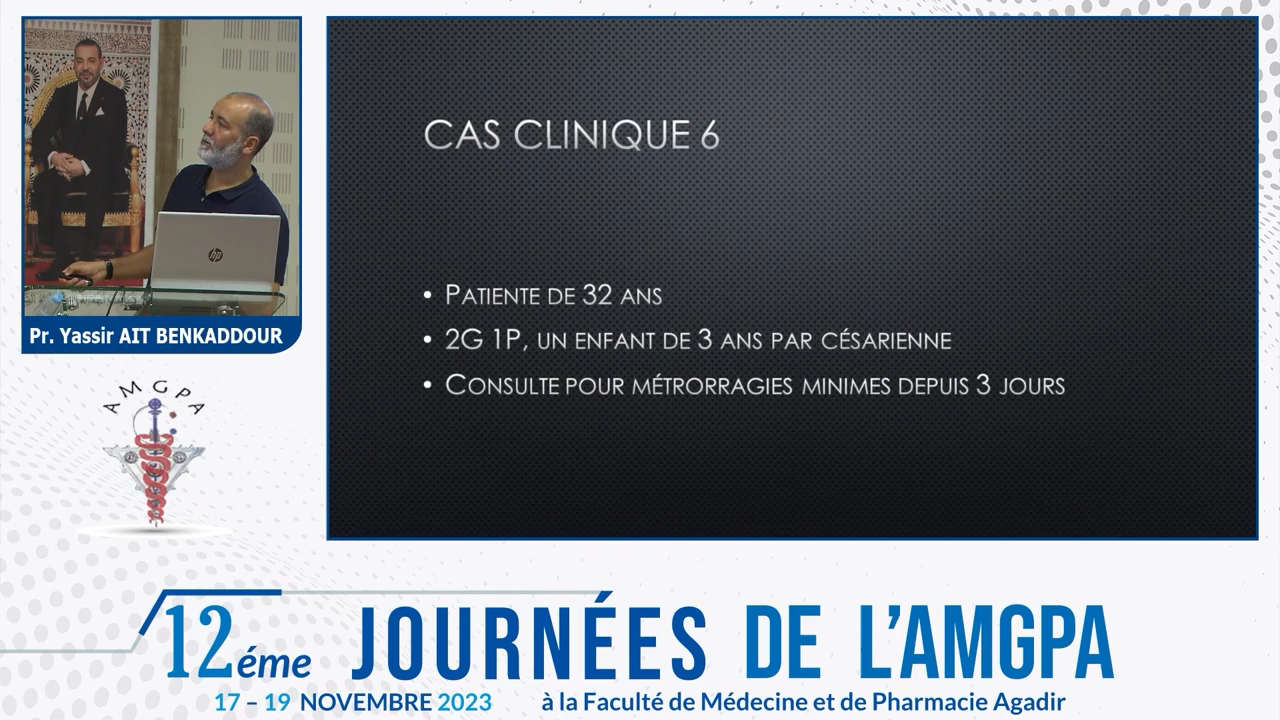 CAS CLINIQUE 6
• PATIENTE DE 32 ANS
• 2G 1P, UN ENFANT DE 3 ANS PAR CÉSARIENNE
• CONSULTE POUR MÉTRORRAGIES MINIMES DEPUIS 3 JOURS
hp
Pr. Yassir AIT BENKADDOUR
AMGPA
12éme JOURNÉES DE L'AMGPA
17 – 19 NOVEMBRE 2023 à la Faculté de Médecine et de Pharmacie Agadir